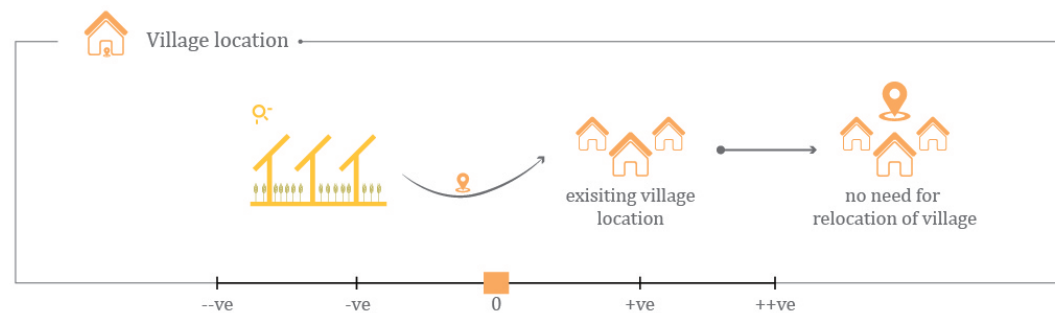 Village location
exisiting village
location
no need for
relocation of village
--ve
-ve
0
+ve
++ve